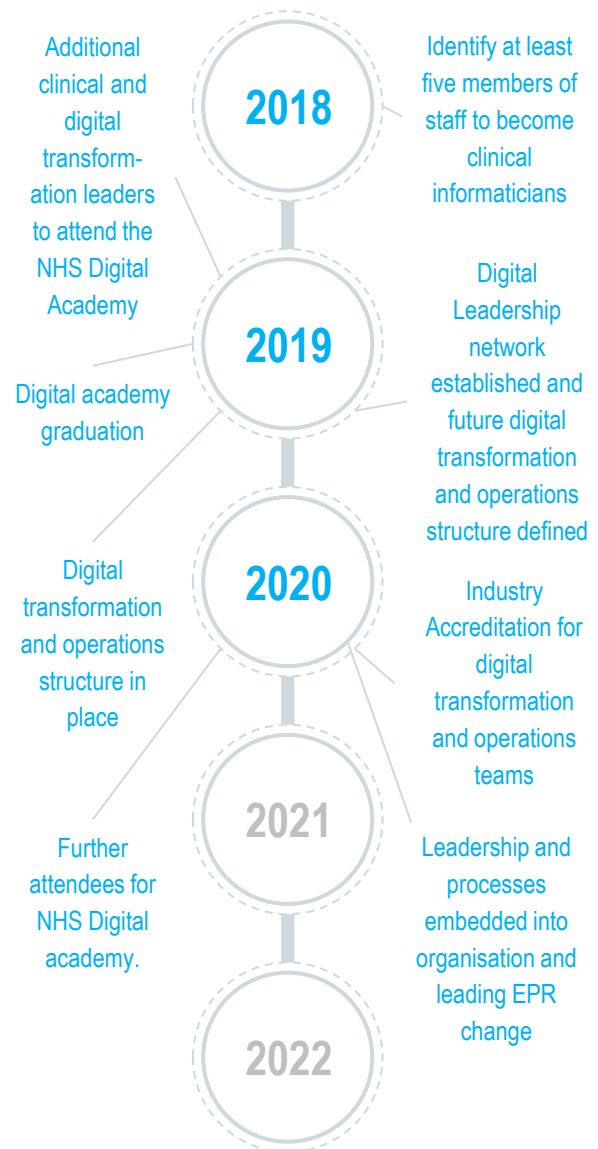 Additional
clinical and
digital
transform-
ation leaders
to attend the
NHS Digital
Academy
2018
Identify at least
five members of
staff to become
clinical
informaticians
2019
Digital academy
graduation
Digital
Leadership
network
established and
future digital
transformation
and operations
structure defined
Digital
transformation
and operations
structure in
place
2020
Industry
Accreditation for
digital
transformation
and operations
teams
2021
Further
attendees for
NHS Digital
academy.
Leadership and
processes
embedded into
organisation and
leading EPR
change
2022